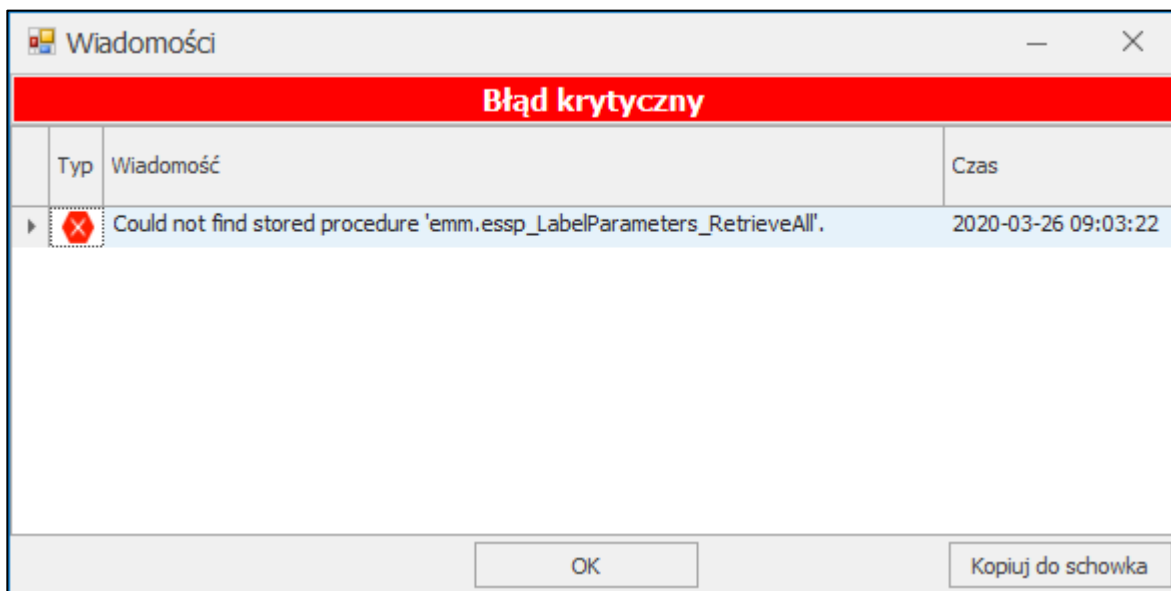 Wiadomości
Błąd krytyczny
Typ Wiadomość Czas
Could not find stored procedure 'emm.essp_LabelParameters_RetrieveAll'. 2020-03-26 09:03:22
OK Kopiuj do schowka